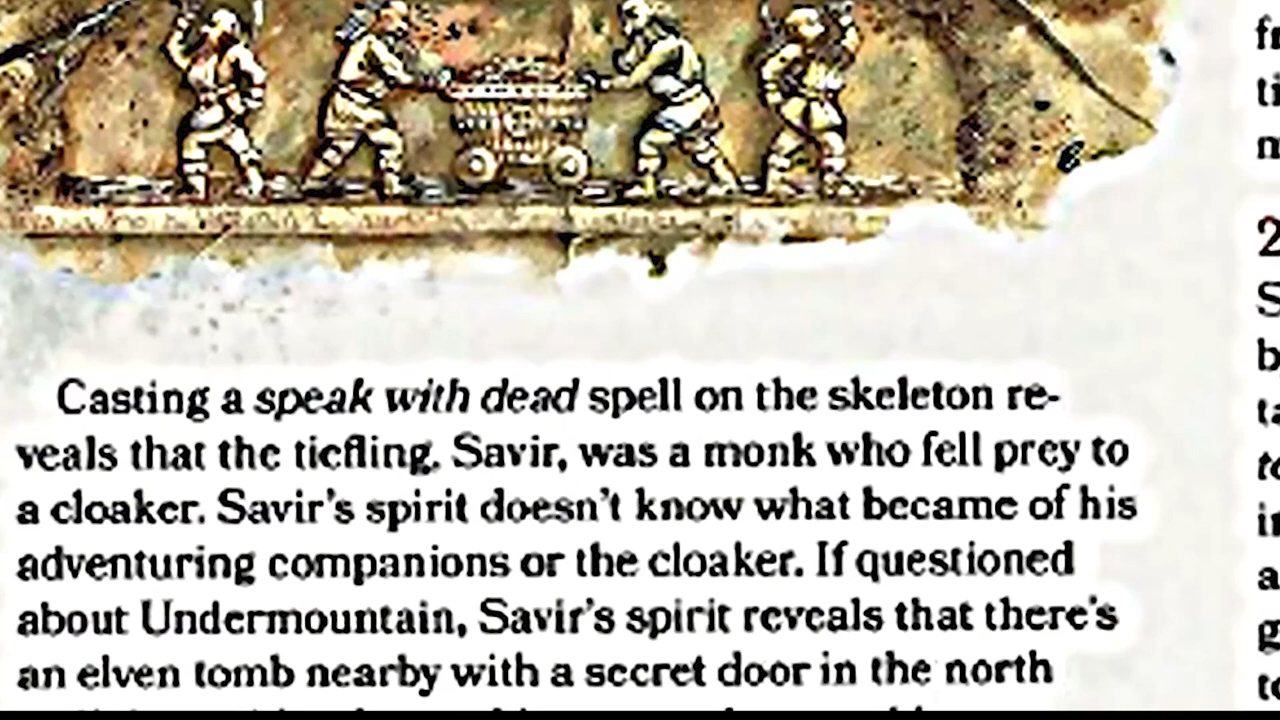 Casting a speak with dead spell on the skeleton re-
veals that the tiefling, Savir, was a monk who fell prey to
a cloaker. Savir's spirit doesn't know what became of his
adventuring companions or the cloaker. If questioned
about Undermountain, Savir's spirit reveals that there's
an elven tomb nearby with a secret door in the north
2
S
b